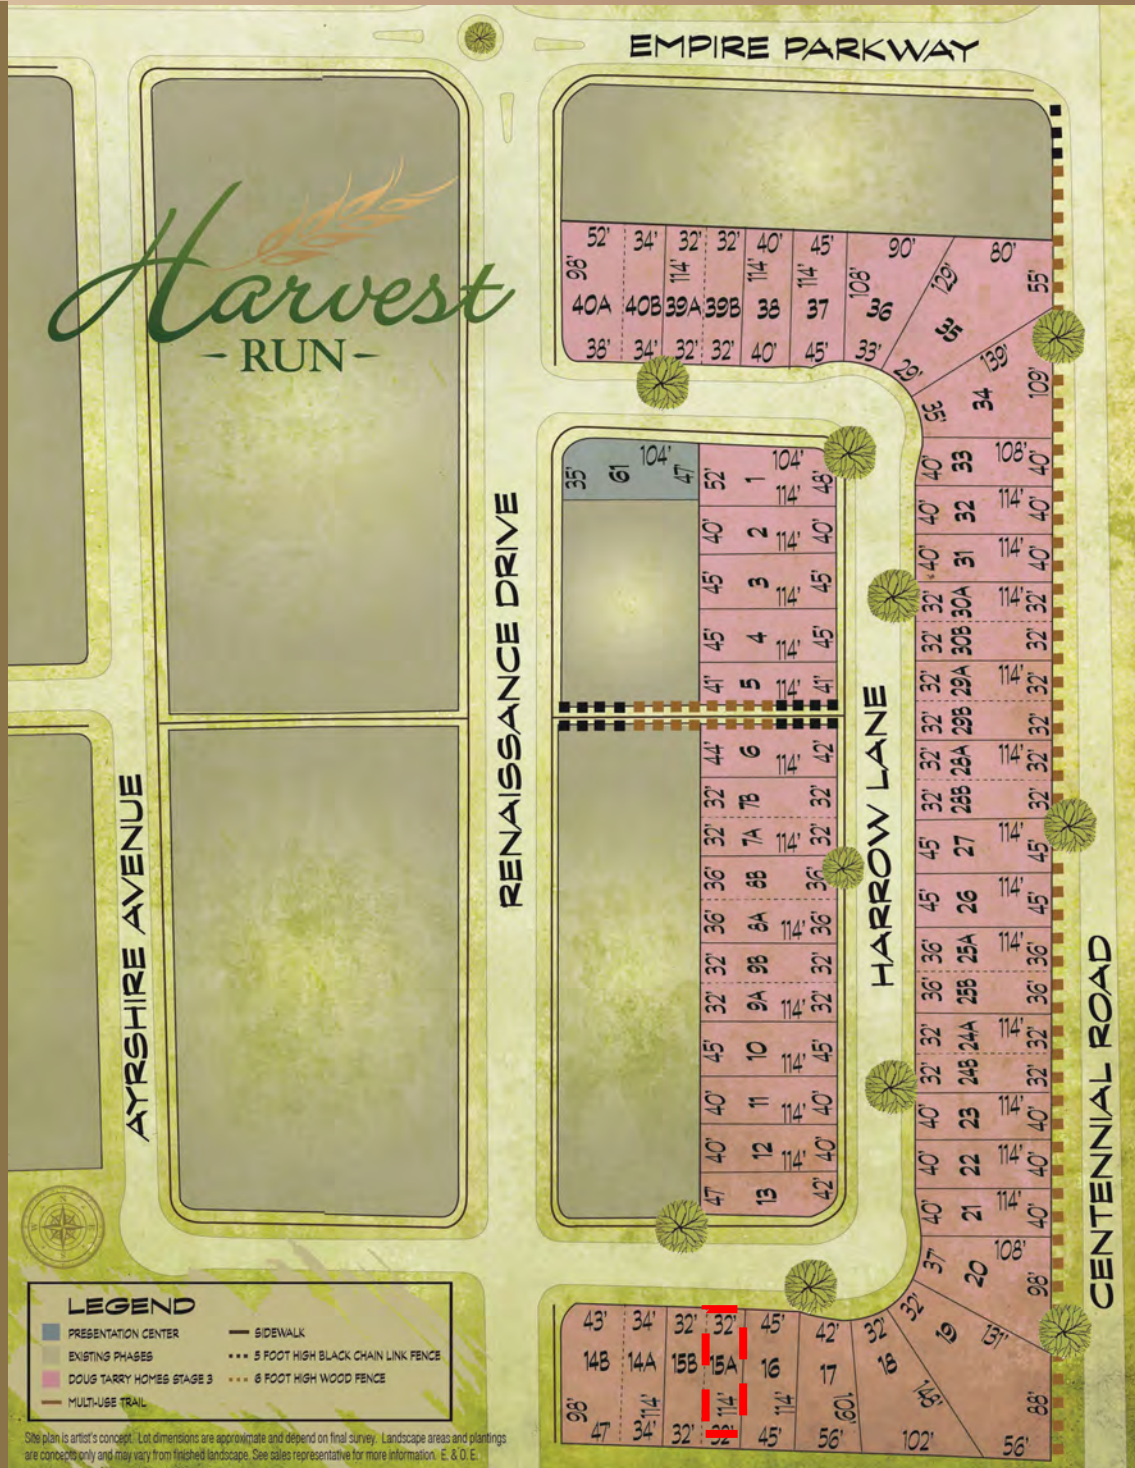 EMPIRE PARKWAY
Harvest
- RUN -
52' 34' 32' 32' 40' 45' 90' 80'
98' 114' 114' 114' 108' 129' 55'
40A 40B 39A 39B 38 37 36 35
38' 34' 32' 32' 40' 45' 33' 29' 139' 109'
35 34
35' 61 104' 47' 52' 1 104' 114' 48'
40' 33 108' 40'
40' 2 114' 40'
40' 32 114' 40'
45' 3 114' 45'
40' 31 114' 40'
32' 30A 114' 32'
45' 4 114' 45'
32' 30B 32'
41' 5 114' 41'
32' 29A 114' 32'
32' 29B 32'
44' 6 114' 42'
32' 28A 114' 32'
32' 7B 32'
32' 28B 32'
32' 7A 114' 32'
45' 27 114' 45'
36' 8B 36'
45' 26 114' 45'
36' 8A 114' 36'
36' 25A 114' 36'
32' 9B 32'
36' 25B 36'
32' 9A 114' 32'
32' 24A 114' 32'
45' 10 114' 45'
32' 24B 32'
40' 11 114' 40'
40' 23 114' 40'
40' 12 114' 40'
40' 22 114' 40'
47' 13 42'
40' 21 114' 40'
37' 20 108' 98'
AYRSHIRE AVENUE
RENAISSANCE DRIVE
HARROW LANE
CENTENNIAL ROAD
43' 34' 32' 32' 45' 42' 32' 32' 19 131'
14B 14A 15B 15A 16 17 18
98' 114' 114' 114' 109' 148' 88'
47' 34' 32' 32' 45' 56' 102' 56'
LEGEND
PRESENTATION CENTER
EXISTING PHASES
DOUG TARRY HOMES STAGE 3
MULTI-USE TRAIL
SIDEWALK
5 FOOT HIGH BLACK CHAIN LINK FENCE
6 FOOT HIGH WOOD FENCE
Site plan is artist's concept. Lot dimensions are approximate and depend on final survey. Landscape areas and plantings
are concepts only and may vary from finished landscape. See sales representative for more information. E. & O. E.